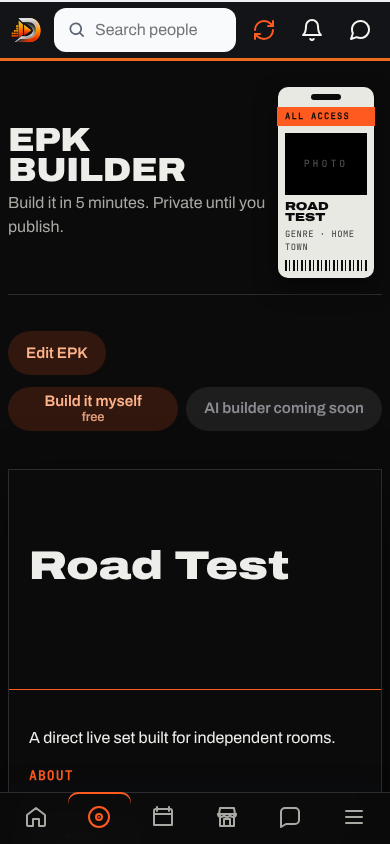 Search people
EPK
BUILDER
Build it in 5 minutes. Private until you
publish.
ALL ACCESS
PHOTO
ROAD
TEST
GENRE · HOME
TOWN
Edit EPK
Build it myself
free
AI builder coming soon
Road Test
A direct live set built for independent rooms.
ABOUT